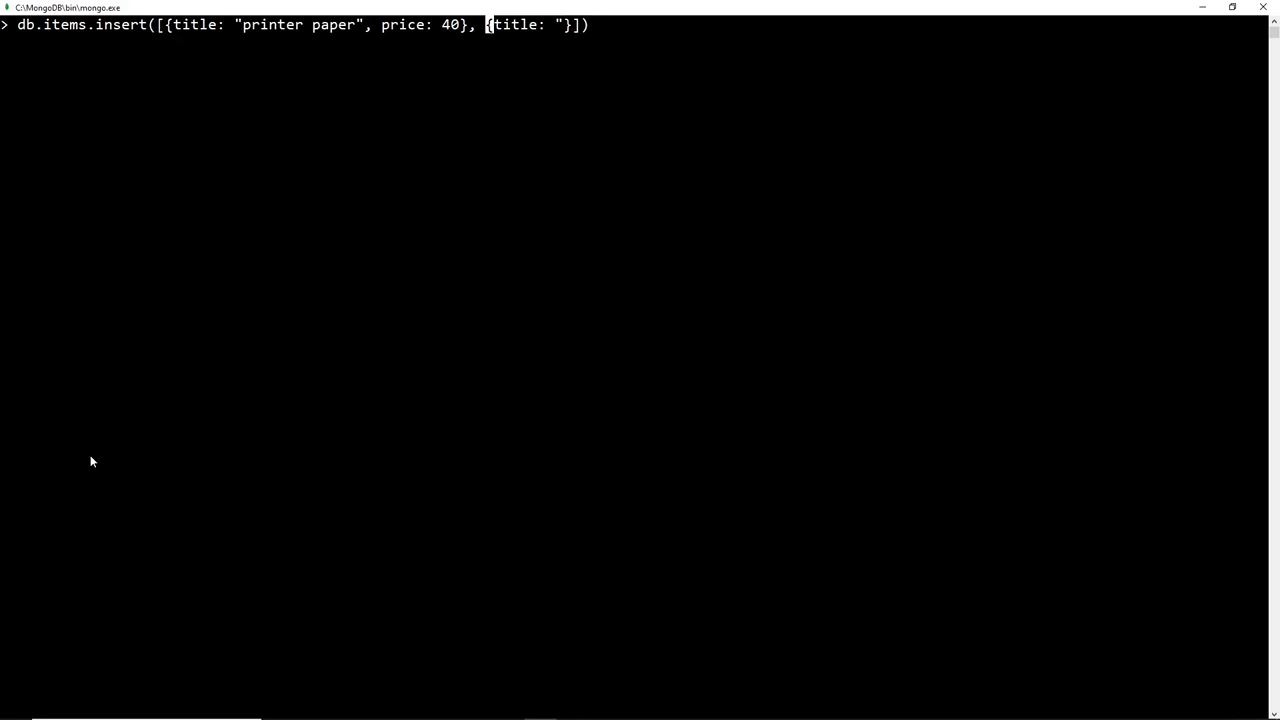 C:\MongoDB\bin\mongo.exe
> db.items.insert([{title: "printer paper", price: 40}, {title: "}])